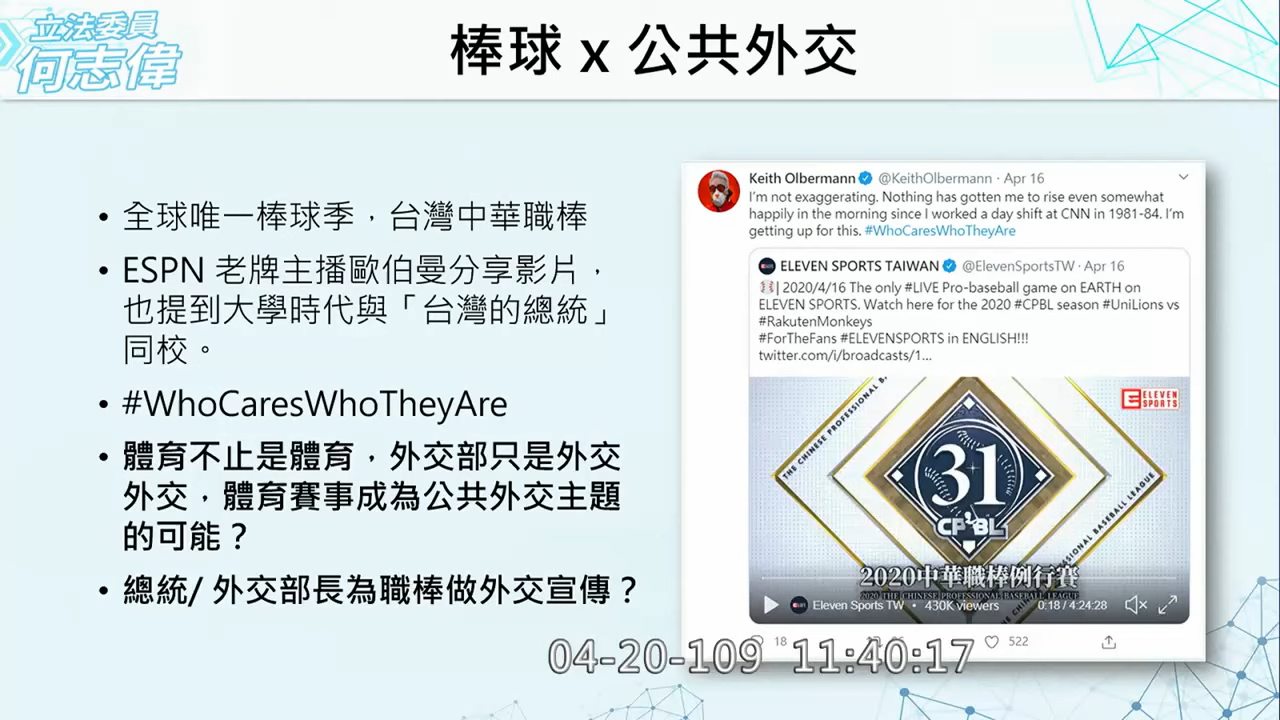 立法委員
何志偉
棒球 x 公共外交
• 全球唯一棒球季，台灣中華職棒
• ESPN 老牌主播歐伯曼分享影片，
也提到大學時代與「台灣的總統」
同校。
• #WhoCaresWhoTheyAre
• 體育不止是體育，外交部只是外交
外交，體育賽事成為公共外交主題
的可能？
• 總統/ 外交部長為職棒做外交宣傳？
Keith Olbermann @KeithOlbermann · Apr 16
I'm not exaggerating. Nothing has gotten me to rise even somewhat
happily in the morning since I worked a day shift at CNN in 1981-84. I'm
getting up for this. #WhoCaresWhoTheyAre
ELEVEN SPORTS TAIWAN @ElevenSportsTW · Apr 16
| 2020/4/16 The only #LIVE Pro-baseball game on EARTH on
ELEVEN SPORTS. Watch here for the 2020 #CPBL season #UniLions vs
#RakutenMonkeys
#ForTheFans #ELEVENSPORTS in ENGLISH!!!
twitter.com/i/broadcasts/1...
THE CHINESE PROFESSIONAL B
ELEVEN
SPORTS
31
CPBL
SIONAL BASEBALL LEAGUE
2020中華職棒例行賽
2020 THE CHINESE PROFESSIONAL BASEBALL LEAGUE
Eleven Sports TW • 430K viewers 0:18 / 4:24:28
18 522
04-20-109 11:40:17